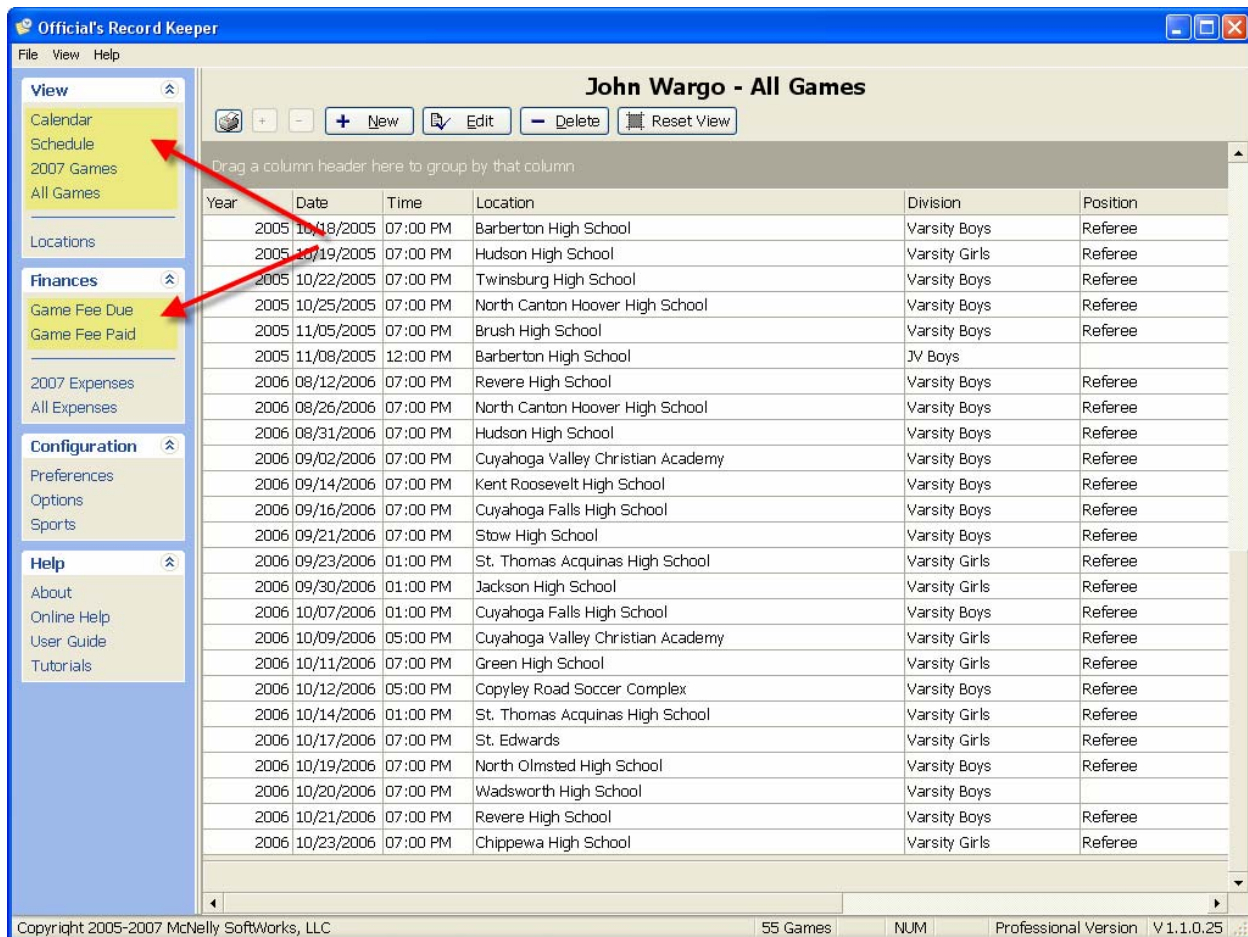 Official's Record Keeper
File View Help
View
Calendar
Schedule
2007 Games
All Games
Locations
Finances
Game Fee Due
Game Fee Paid
2007 Expenses
All Expenses
Configuration
Preferences
Options
Sports
Help
About
Online Help
User Guide
Tutorials
John Wargo - All Games
+ - + New Edit - Delete Reset View
Drag a column header here to group by that column
Year Date Time Location Division Position
2005 10/18/2005 07:00 PM Barberton High School Varsity Boys Referee
2005 10/19/2005 07:00 PM Hudson High School Varsity Girls Referee
2005 10/22/2005 07:00 PM Twinsburg High School Varsity Boys Referee
2005 10/25/2005 07:00 PM North Canton Hoover High School Varsity Boys Referee
2005 11/05/2005 07:00 PM Brush High School Varsity Boys Referee
2005 11/08/2005 12:00 PM Barberton High School JV Boys
2006 08/12/2006 07:00 PM Revere High School Varsity Boys Referee
2006 08/26/2006 07:00 PM North Canton Hoover High School Varsity Boys Referee
2006 08/31/2006 07:00 PM Hudson High School Varsity Boys Referee
2006 09/02/2006 07:00 PM Cuyahoga Valley Christian Academy Varsity Boys Referee
2006 09/14/2006 07:00 PM Kent Roosevelt High School Varsity Boys Referee
2006 09/16/2006 07:00 PM Cuyahoga Falls High School Varsity Boys Referee
2006 09/21/2006 07:00 PM Stow High School Varsity Boys Referee
2006 09/23/2006 01:00 PM St. Thomas Acquinas High School Varsity Girls Referee
2006 09/30/2006 01:00 PM Jackson High School Varsity Girls Referee
2006 10/07/2006 01:00 PM Cuyahoga Falls High School Varsity Boys Referee
2006 10/09/2006 05:00 PM Cuyahoga Valley Christian Academy Varsity Girls Referee
2006 10/11/2006 07:00 PM Green High School Varsity Girls Referee
2006 10/12/2006 05:00 PM Copyley Road Soccer Complex Varsity Boys Referee
2006 10/14/2006 01:00 PM St. Thomas Acquinas High School Varsity Girls Referee
2006 10/17/2006 07:00 PM St. Edwards Varsity Girls Referee
2006 10/19/2006 07:00 PM North Olmsted High School Varsity Boys Referee
2006 10/20/2006 07:00 PM Wadsworth High School Varsity Boys
2006 10/21/2006 07:00 PM Revere High School Varsity Boys Referee
2006 10/23/2006 07:00 PM Chippewa High School Varsity Girls Referee
Copyright 2005-2007 McNelly SoftWorks, LLC 55 Games NUM Professional Version V 1.1.0.25